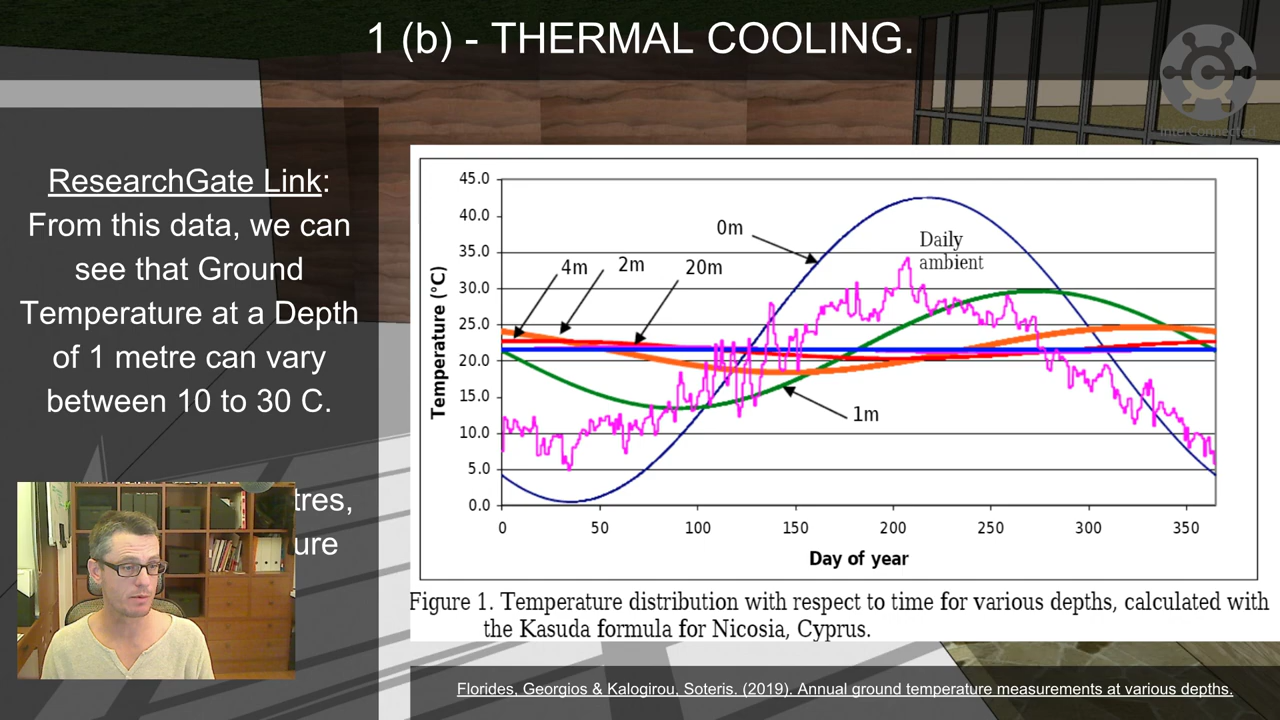 1 (b) - THERMAL COOLING.
InterConnected
ResearchGate Link:
From this data, we can
see that Ground
Temperature at a Depth
of 1 metre can vary
between 10 to 30 C.
tres,
ure
45.0
40.0
35.0
30.0
25.0
20.0
15.0
10.0
5.0
0.0
Temperature (°C)
0m
Daily
ambient
4m
2m
20m
1m
0
50
100
150
200
250
300
350
Day of year
Figure 1. Temperature distribution with respect to time for various depths, calculated with
the Kasuda formula for Nicosia, Cyprus.
Florides, Georgios & Kalogirou, Soteris. (2019). Annual ground temperature measurements at various depths.